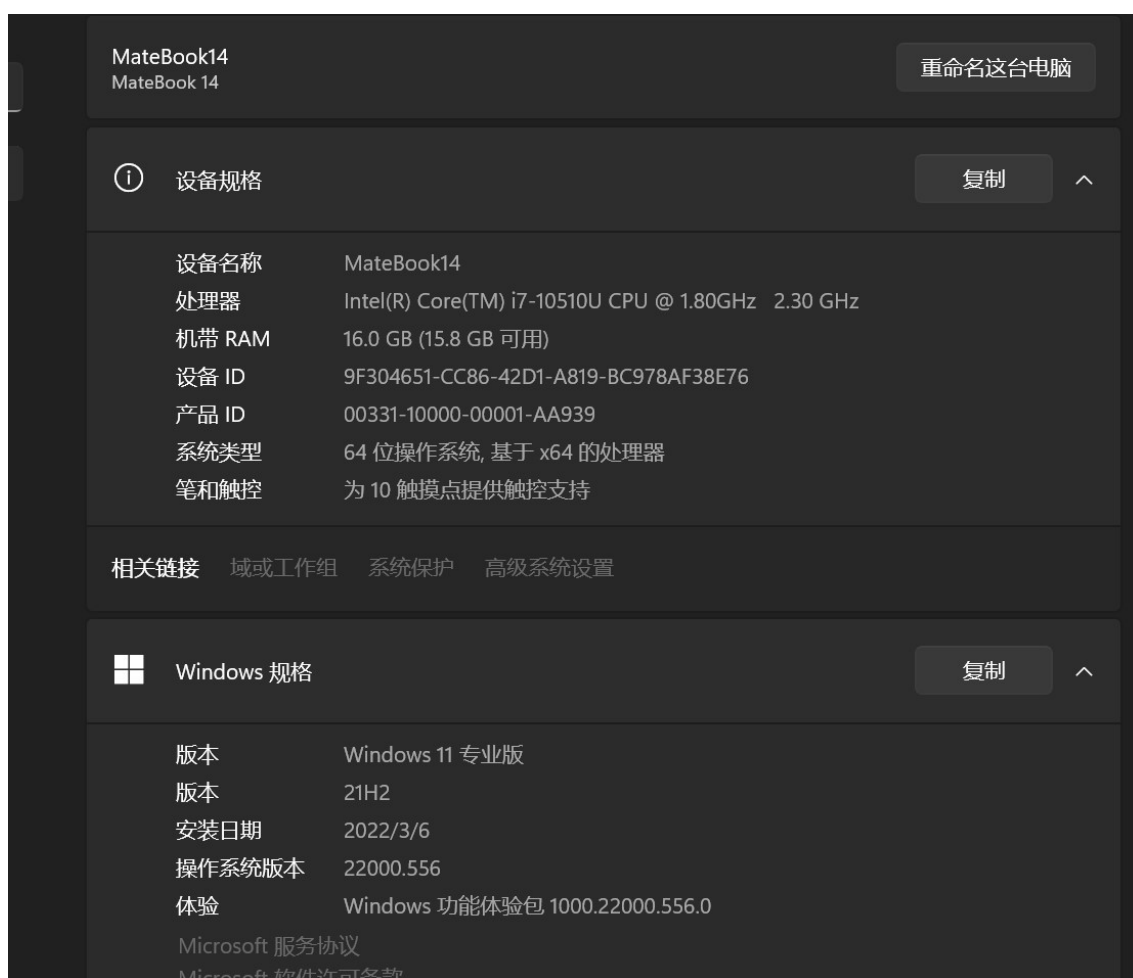 MateBook14
MateBook 14
重命名这台电脑
设备规格
复制
设备名称 MateBook14
处理器 Intel(R) Core(TM) i7-10510U CPU @ 1.80GHz 2.30 GHz
机带 RAM 16.0 GB (15.8 GB 可用)
设备 ID 9F304651-CC86-42D1-A819-BC978AF38E76
产品 ID 00331-10000-00001-AA939
系统类型 64 位操作系统, 基于 x64 的处理器
笔和触控 为 10 触摸点提供触控支持
相关链接 域或工作组 系统保护 高级系统设置
Windows 规格
复制
版本 Windows 11 专业版
版本 21H2
安装日期 2022/3/6
操作系统版本 22000.556
体验 Windows 功能体验包 1000.22000.556.0
Microsoft 服务协议
Microsoft 软件许可条款